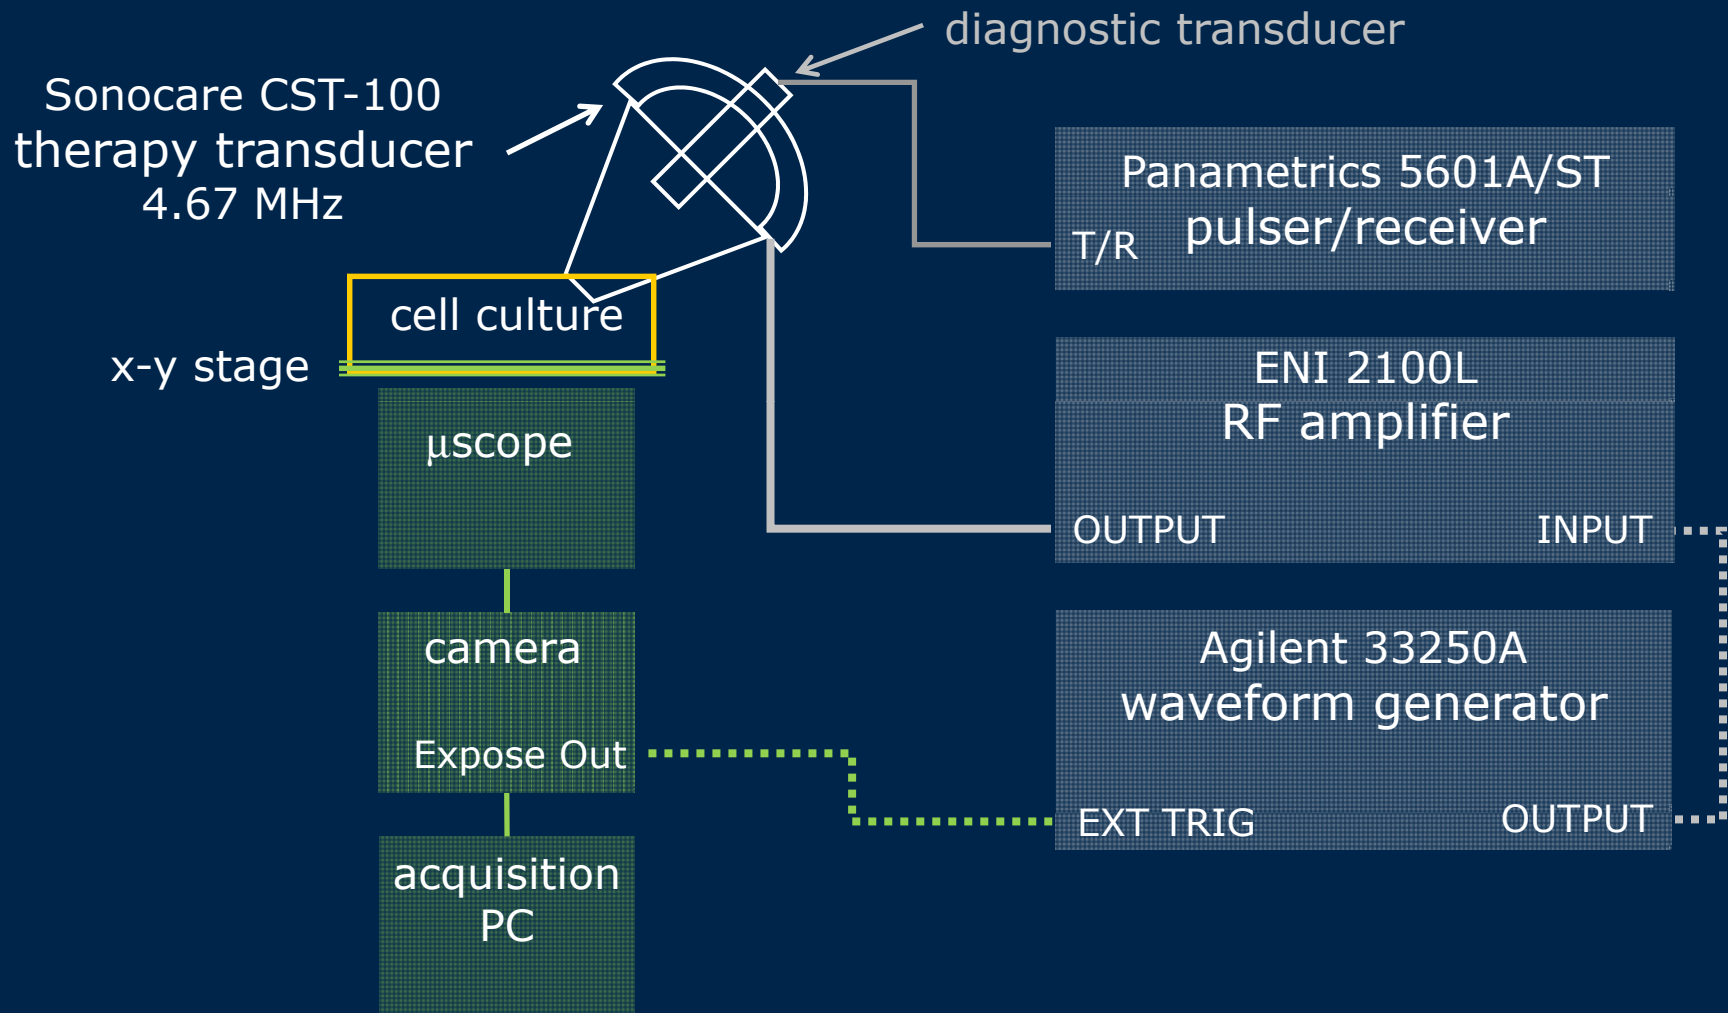 diagnostic transducer
Sonocare CST-100
therapy transducer
4.67 MHz
Panametrics 5601A/ST
pulser/receiver
T/R
cell culture
x-y stage
ENI 2100L
RF amplifier
OUTPUT
INPUT
μscope
camera
Expose Out
Agilent 33250A
waveform generator
EXT TRIG
OUTPUT
acquisition
PC